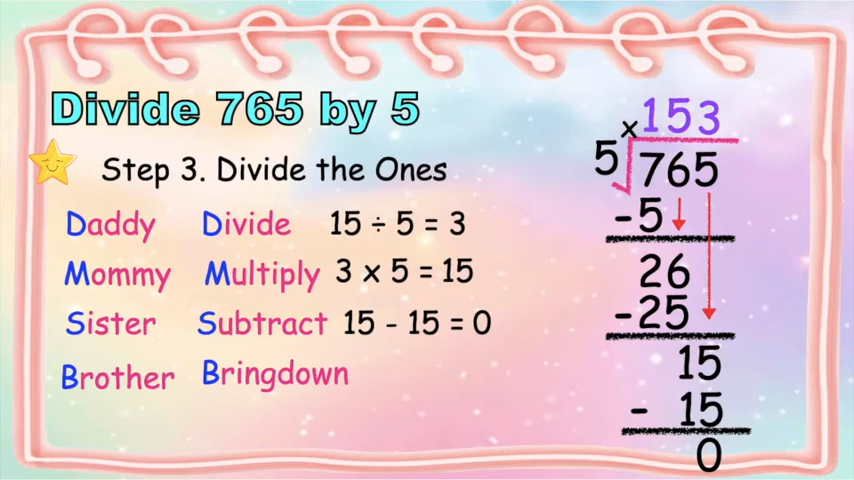 Divide 765 by 5
Step 3. Divide the Ones
Daddy Divide 15 ÷ 5 = 3
Mommy Multiply 3 x 5 = 15
Sister Subtract 15 - 15 = 0
Brother Bringdown
x 153
5 765
-5
26
-25
15
- 15
0